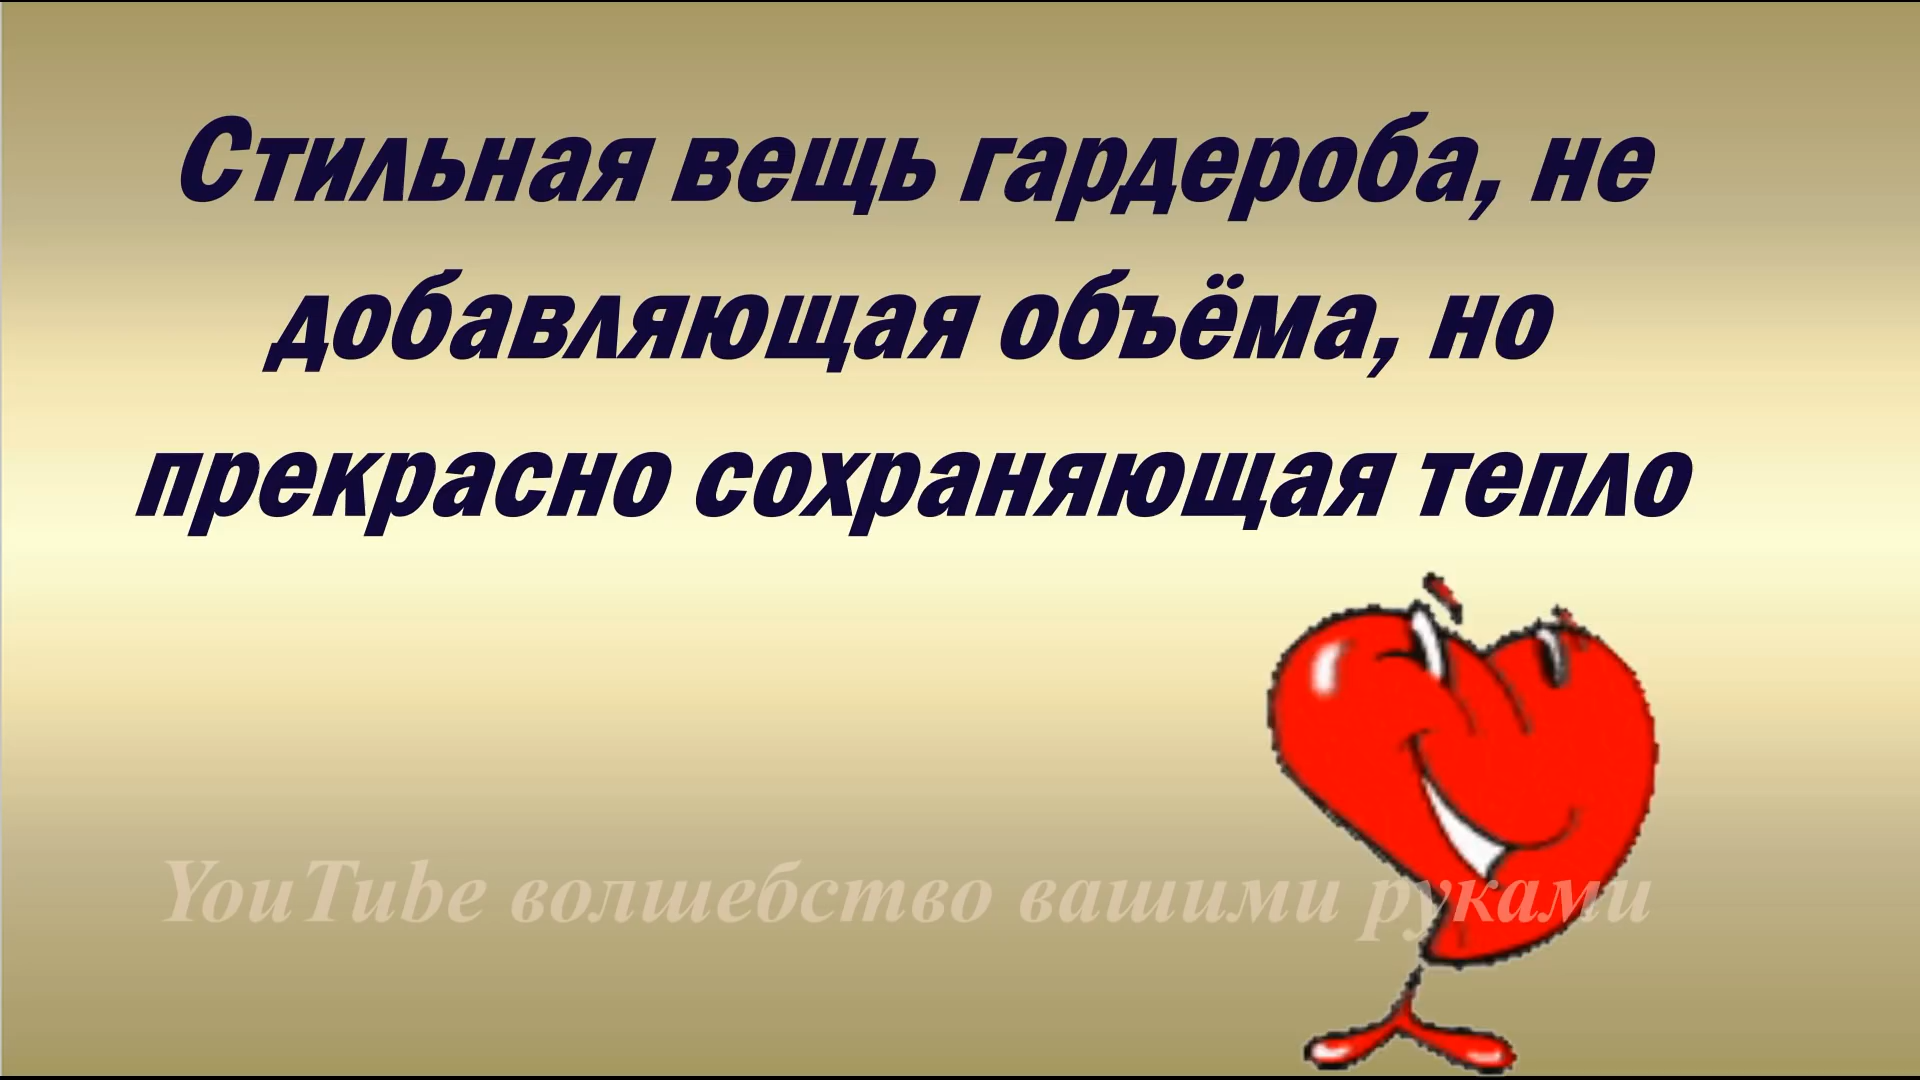 Стильная вещь гардероба, не
добавляющая объёма, но
прекрасно сохраняющая тепло
YouTube волшебство вашими руками